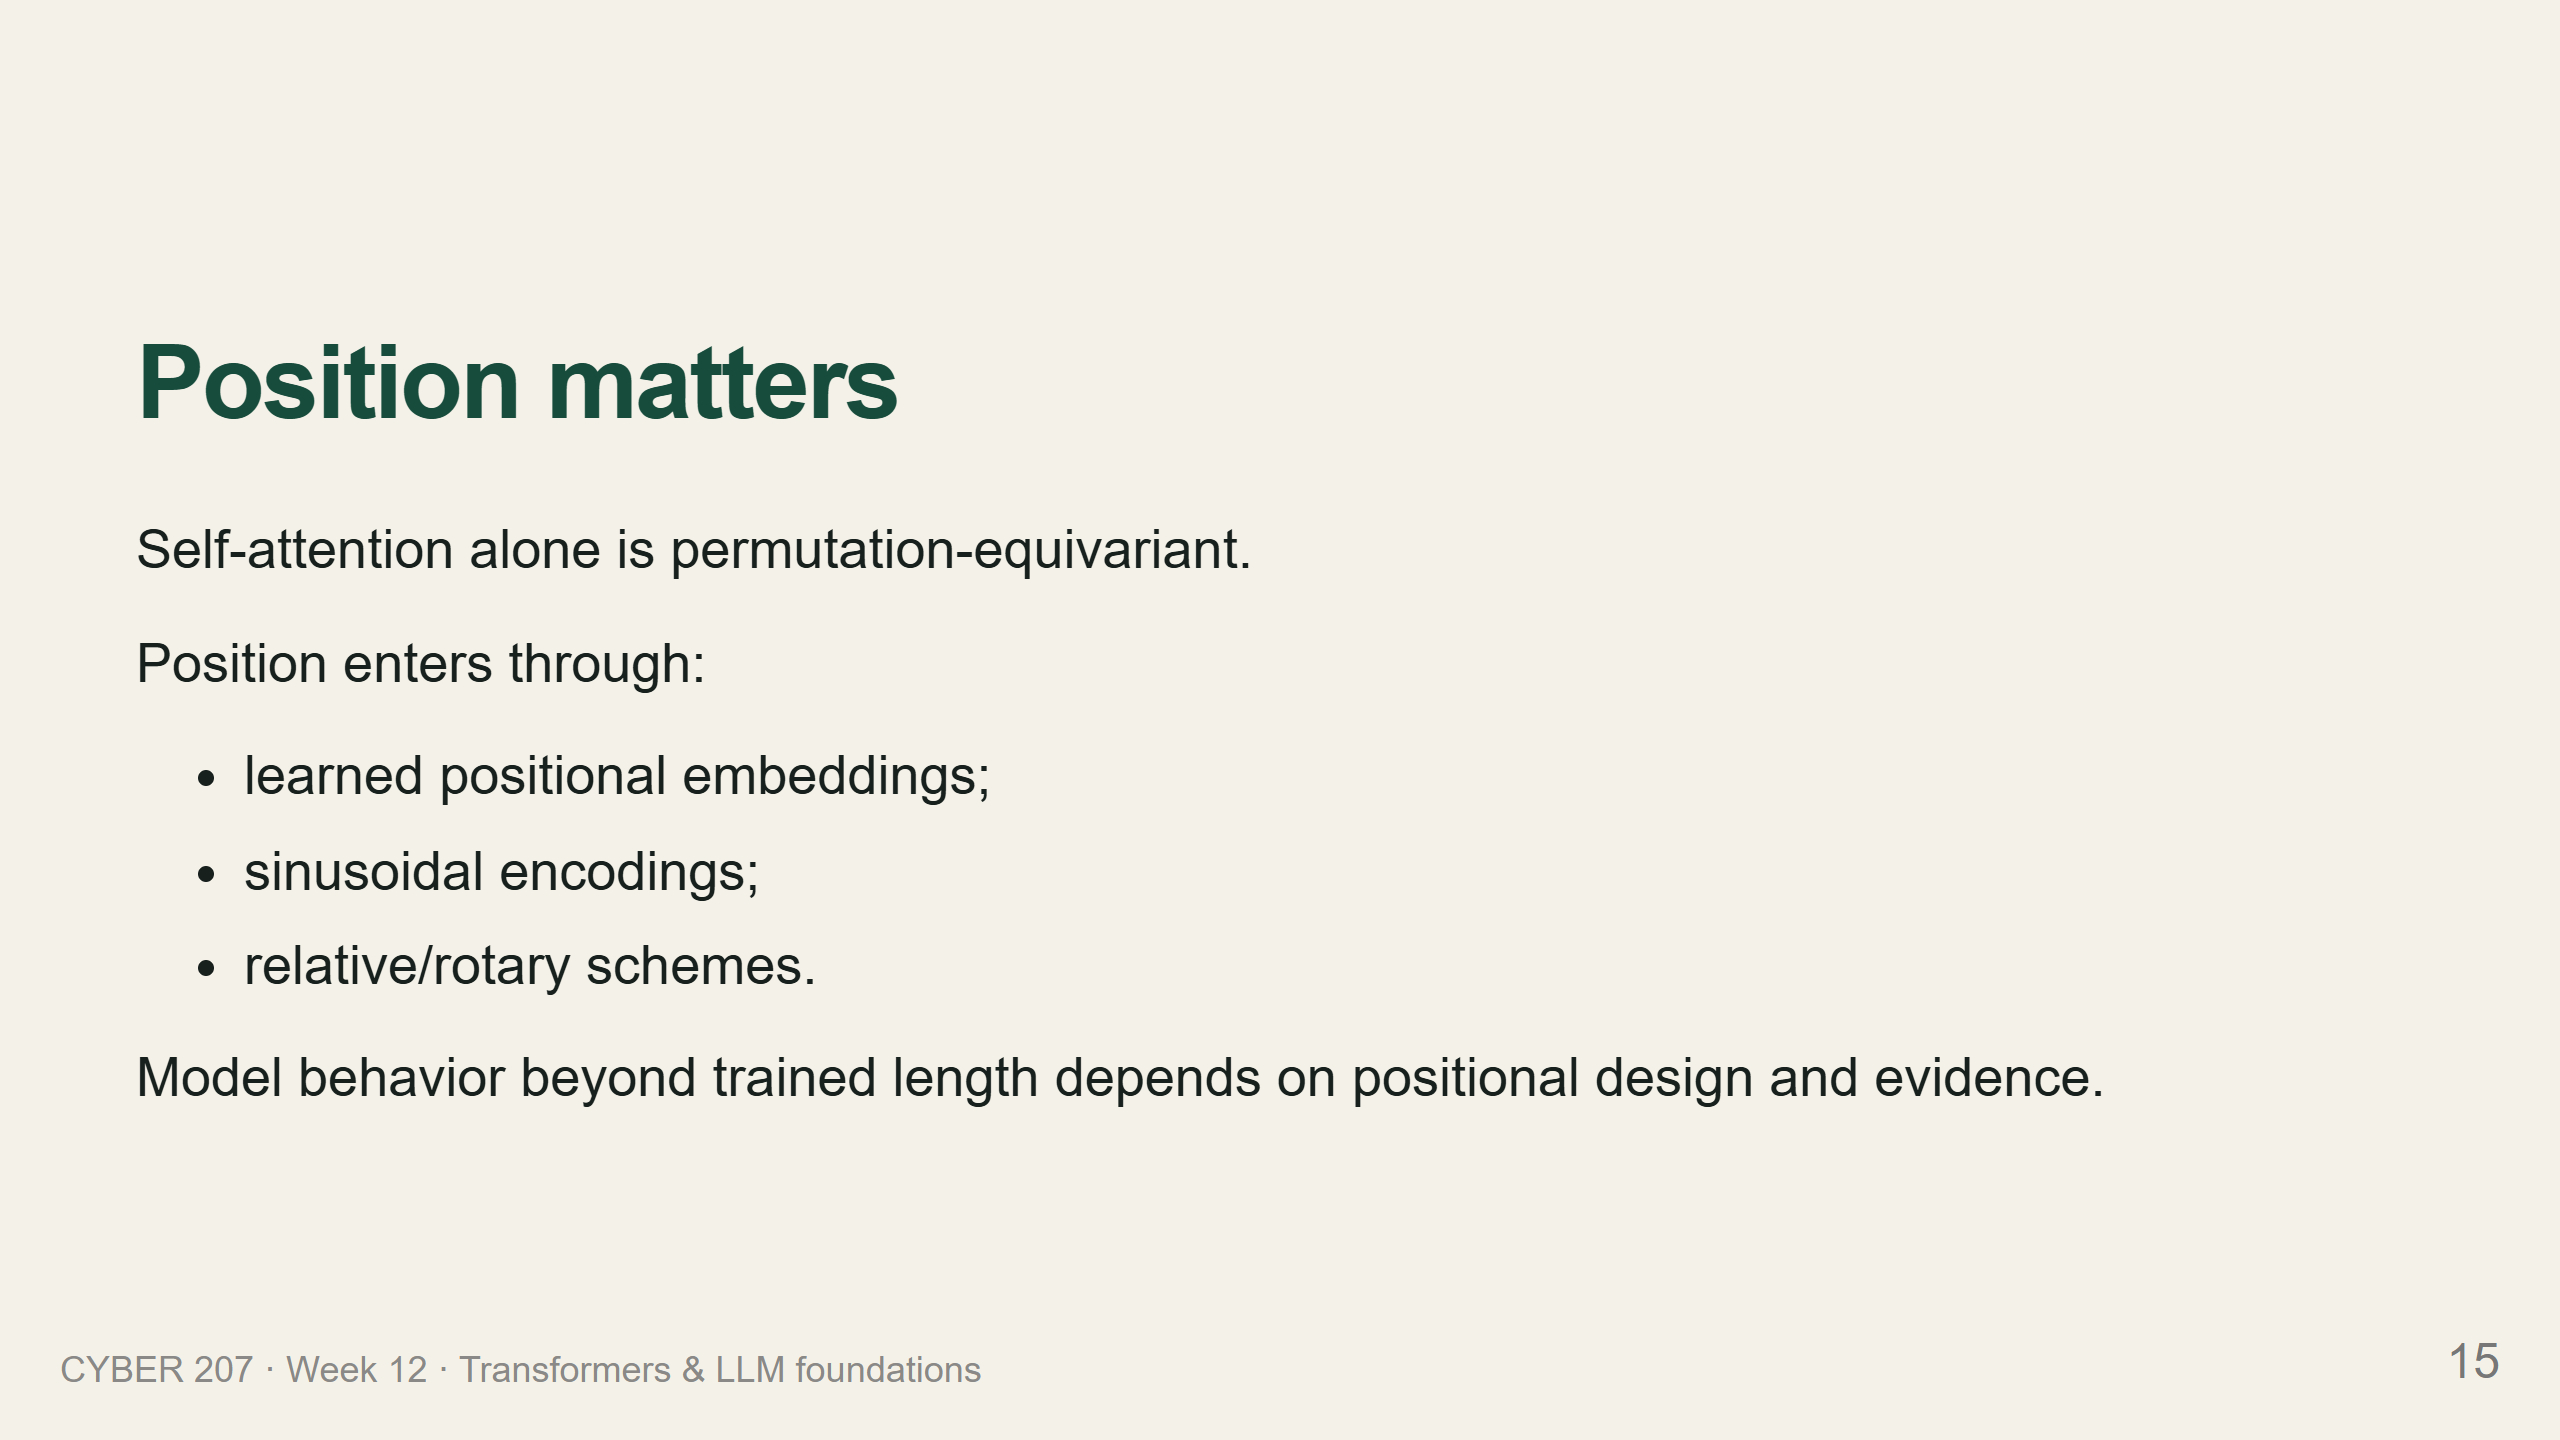 Position matters
Self-attention alone is permutation-equivariant.
Position enters through:
• learned positional embeddings;
• sinusoidal encodings;
• relative/rotary schemes.
Model behavior beyond trained length depends on positional design and evidence.
CYBER 207 · Week 12 · Transformers & LLM foundations
15